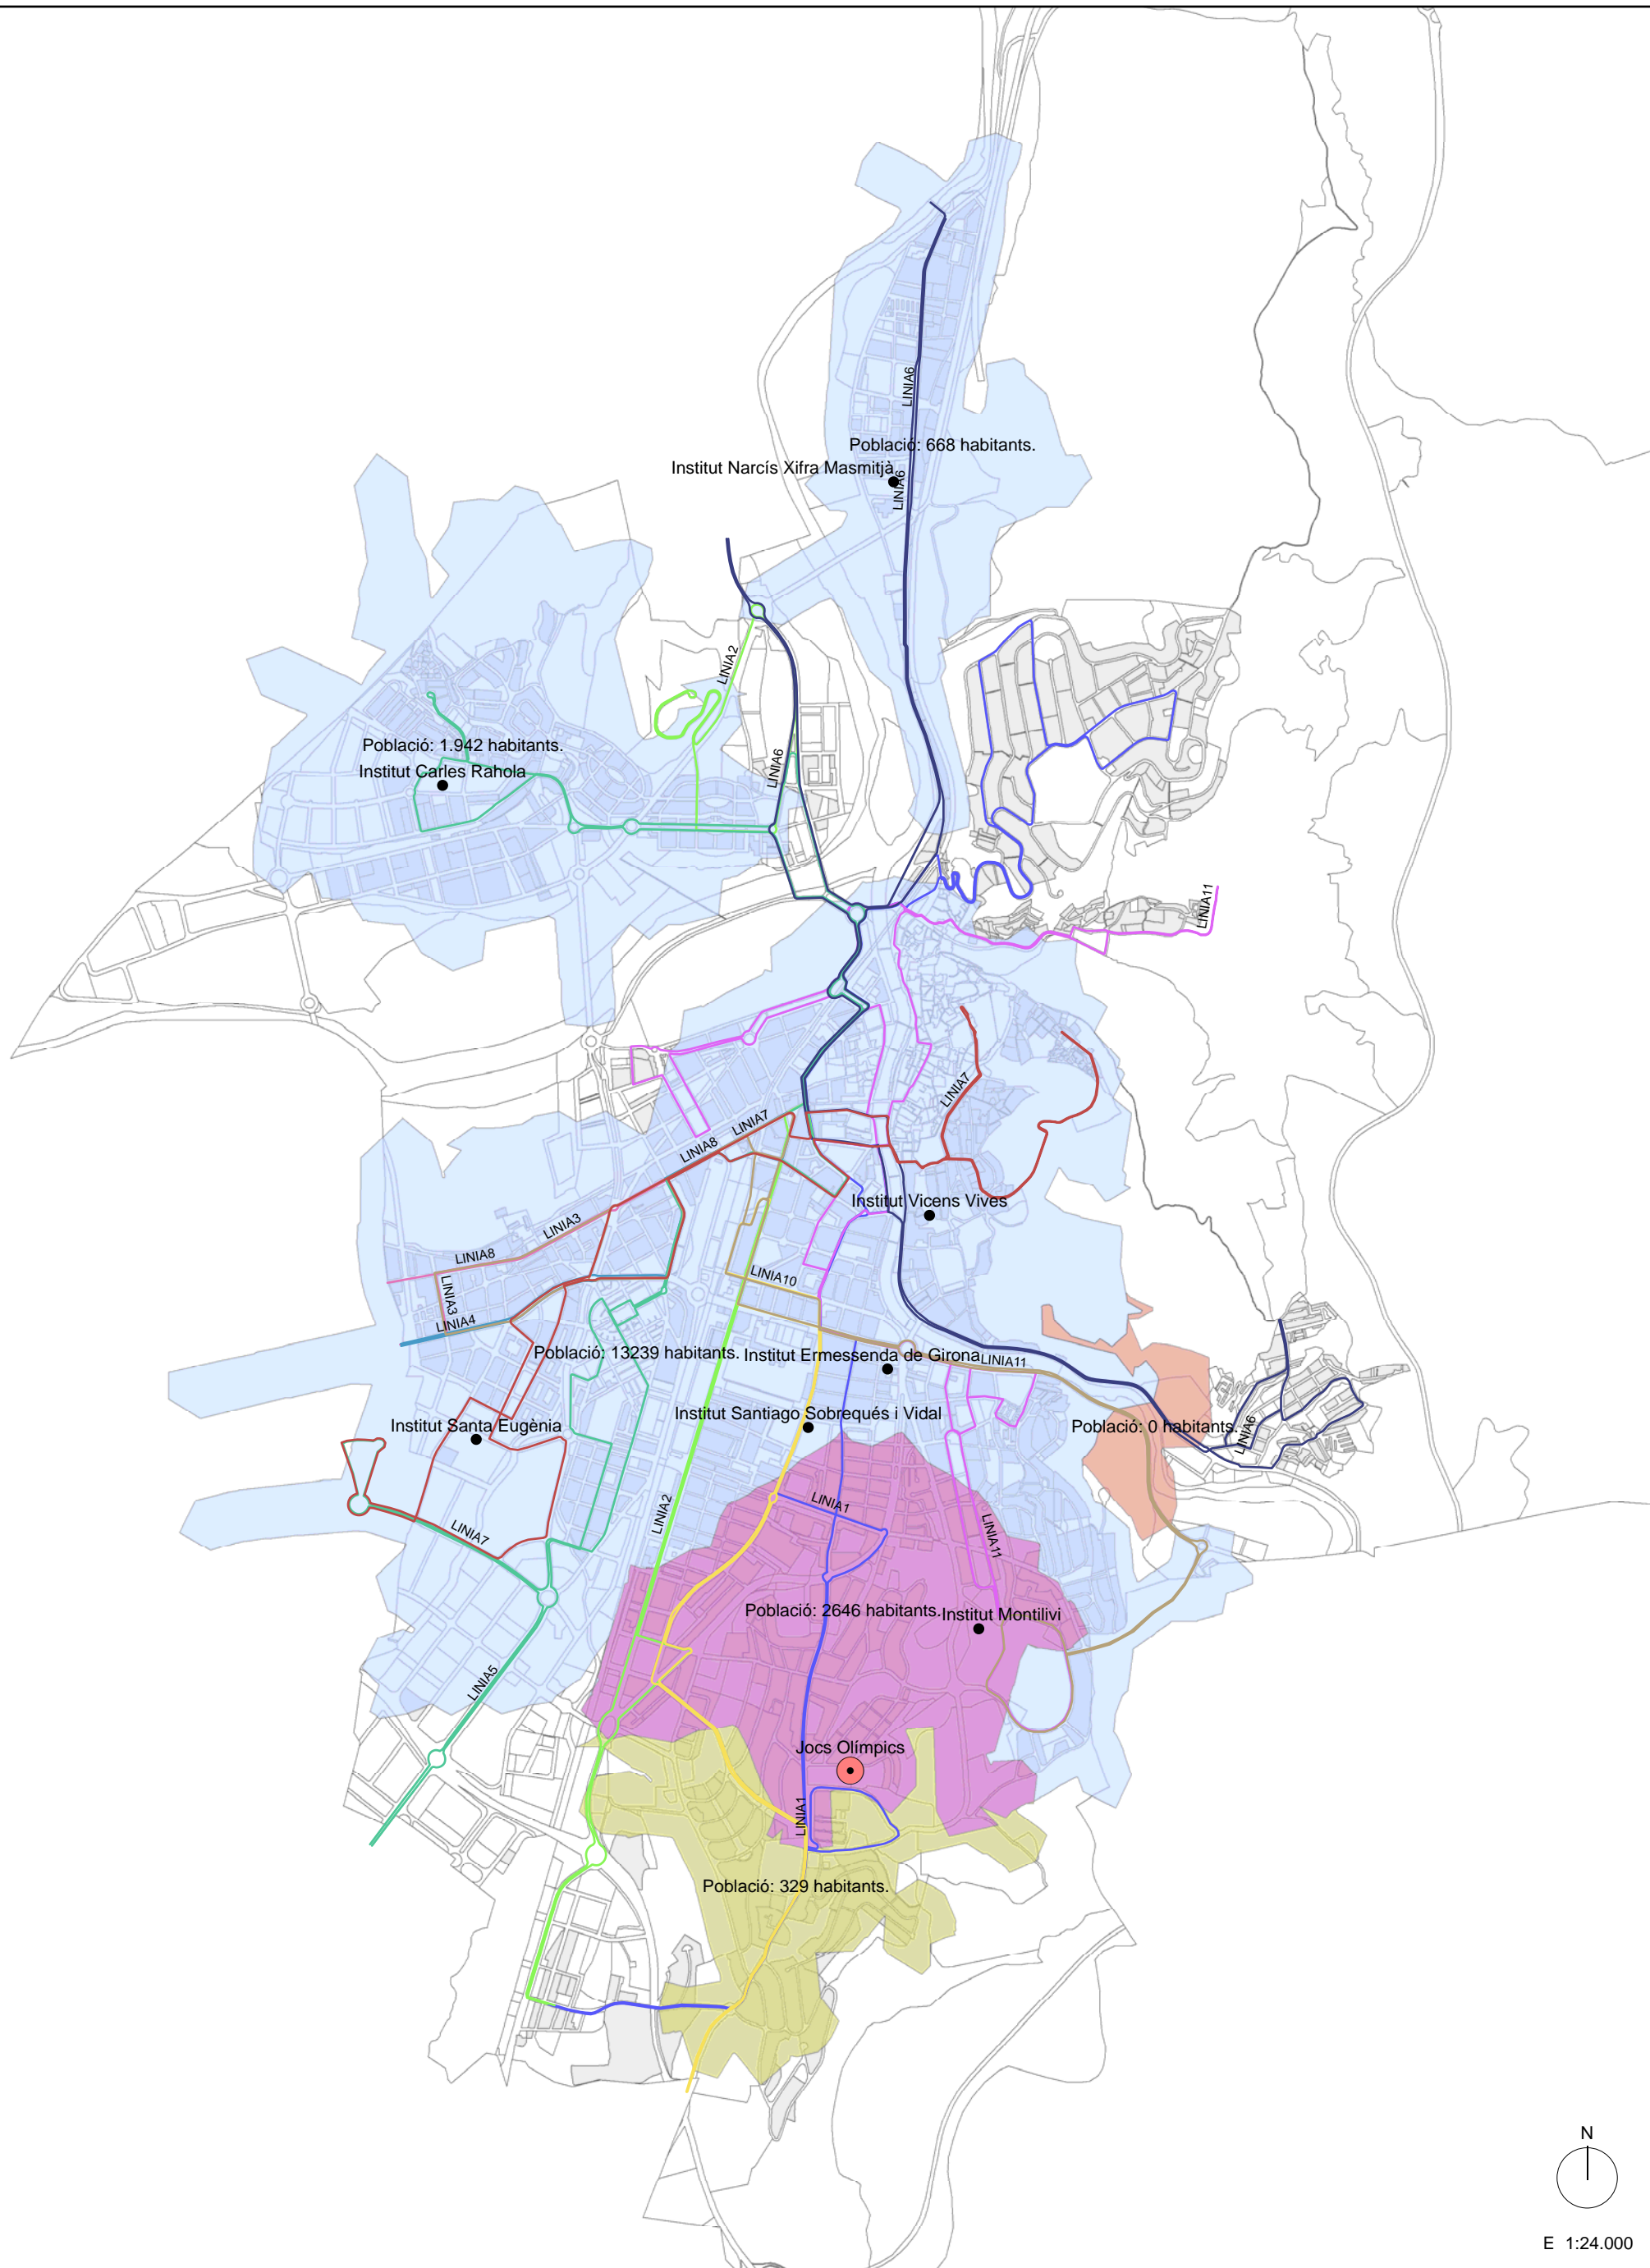 LINIA6
Població: 668 habitants.
Institut Narcís Xifra Masmitjà
LINIA6
LINIA2
Població: 1.942 habitants.
LINIA6
Institut Carles Rahola
LINIA11
LINIA7
LINIA7
LINIA8
Institut Vicens Vives
LINIA3
LINIA8
LINIA10
LINIA3
LINIA4
Població: 13239 habitants.
Institut Ermessenda de Girona
LINIA11
Institut Santiago Sobrequés i Vidal
Institut Santa Eugènia
Població: 0 habitants.
LINIA6
LINIA1
LINIA2
LINIA7
LINIA11
Població: 2646 habitants.
Institut Montilivi
LINIA5
Jocs Olímpics
LINIA1
Població: 329 habitants.
N
E 1:24.000